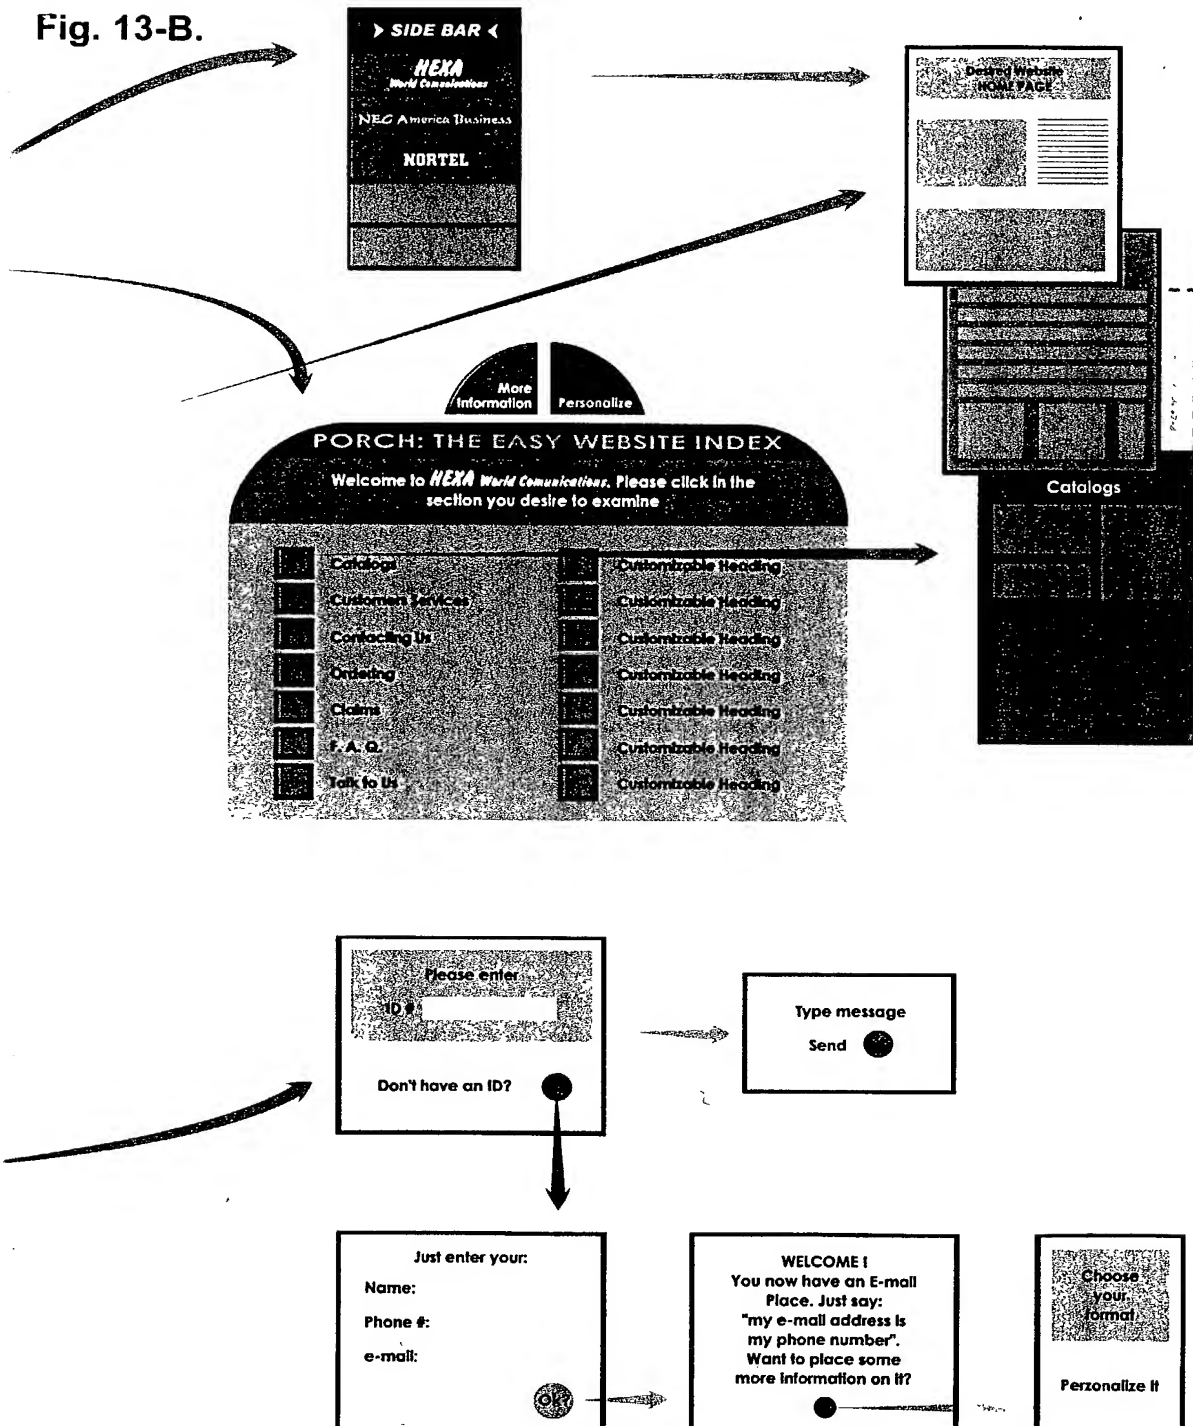 Fig. 13-B.
> SIDE BAR <
HEXA
World Comunications
NEC America Business
NORTEL
Desired Website
HOME PAGE
More
Information
Personalize
PORCH: THE EASY WEBSITE INDEX
Welcome to HEXA World Comunications. Please click in the
section you desire to examine
Catalogs
Customers Services
Contacting Us
Ordering
Claims
F. A. Q.
Talk to Us
Customizable Heading
Customizable Heading
Customizable Heading
Customizable Heading
Customizable Heading
Customizable Heading
Customizable Heading
Catalogs
Please enter
ID #
Don't have an ID?
Type message
Send
Just enter your:
Name:
Phone #:
e-mail:
Ok?
WELCOME !
You now have an E-mail
Place. Just say:
"my e-mail address is
my phone number".
Want to place some
more information on it?
Choose
your
format
Perzonalize it